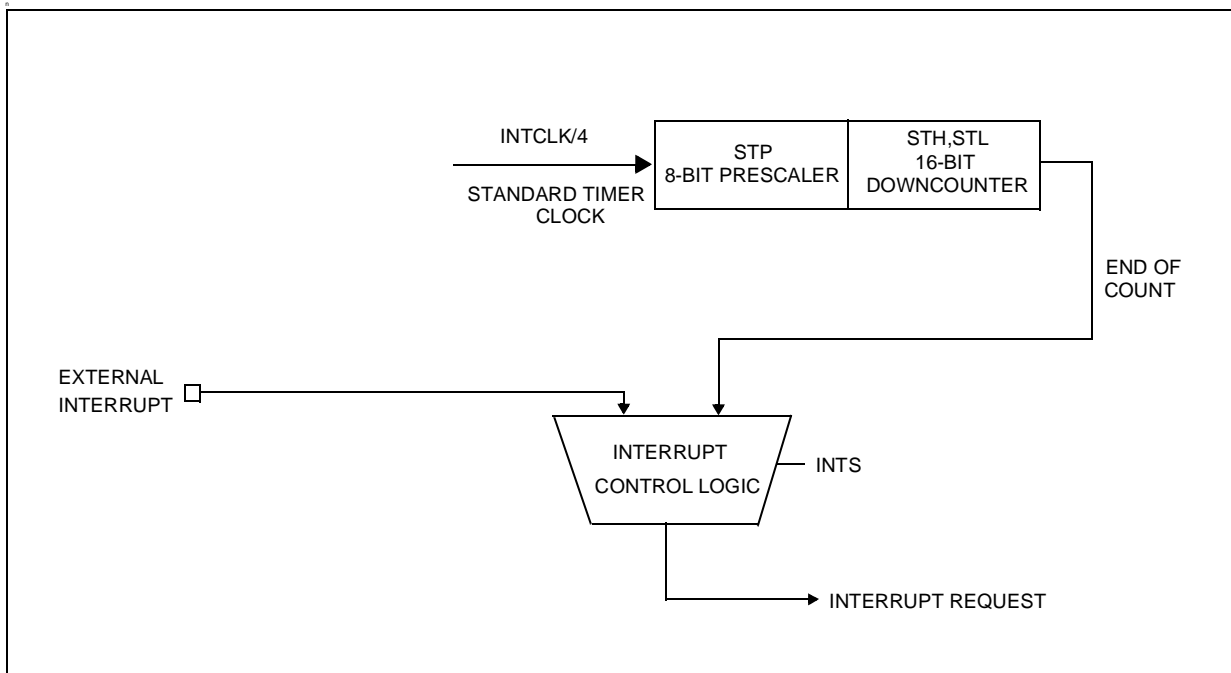 INTCLK/4
STANDARD TIMER
CLOCK
STP
8-BIT PRESCALER
STH,STL
16-BIT
DOWNCOUNTER
END OF
COUNT
EXTERNAL
INTERRUPT
INTERRUPT
CONTROL LOGIC
INTS
INTERRUPT REQUEST